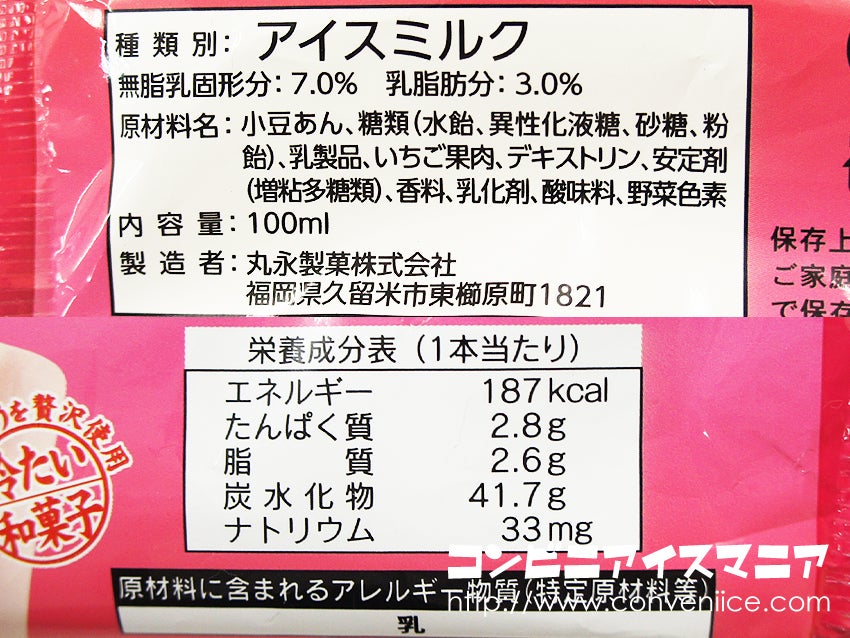 種類別：アイスミルク
無脂乳固形分：7.0%　乳脂肪分：3.0%
原材料名：小豆あん、糖類（水飴、異性化液糖、砂糖、粉
飴）、乳製品、いちご果肉、デキストリン、安定剤
（増粘多糖類）、香料、乳化剤、酸味料、野菜色素
内容量：100ml
製造者：丸永製菓株式会社
福岡県久留米市東櫛原町1821
保存上
ご家庭
で保存
栄養成分表（1本当たり）
エネルギー 187kcal
たんぱく質 2.8g
脂質 2.6g
炭水化物 41.7g
ナトリウム 33mg
を贅沢使用
冷たい
和菓子
原材料に含まれるアレルギー物質（特定原材料等）
乳
コンビニアイスマニア
http://www.conveniice.com